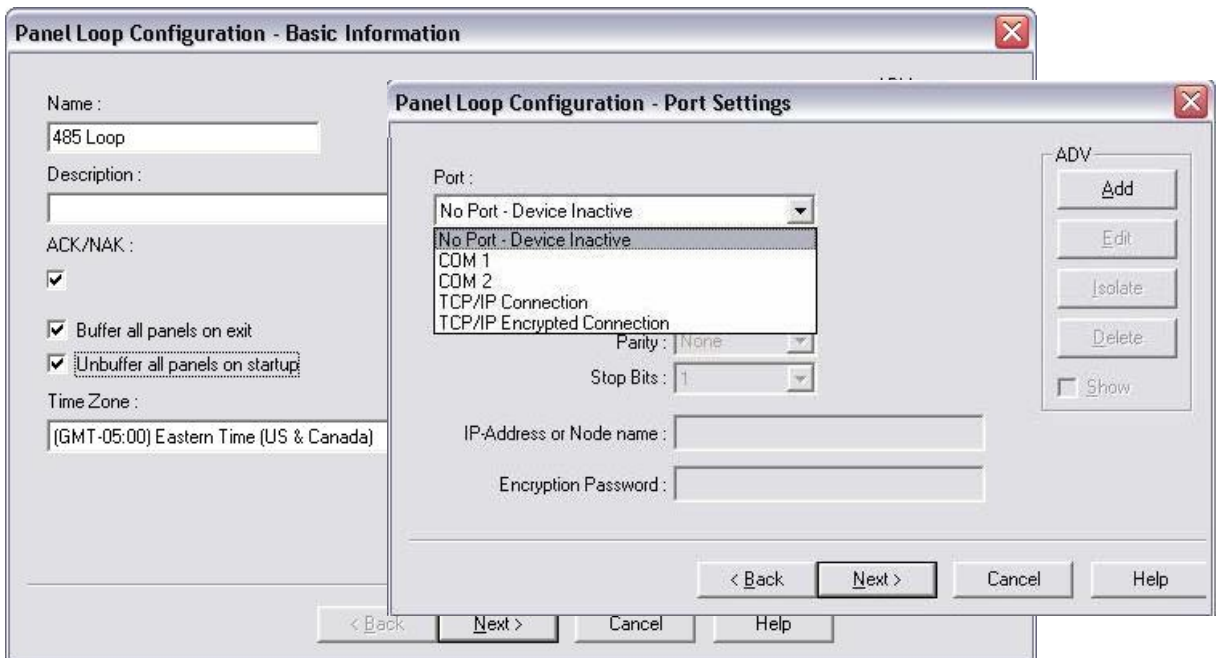 Panel Loop Configuration - Basic Information
Name :
485 Loop
Description :
ACK/NAK :
Buffer all panels on exit
Unbuffer all panels on startup
Time Zone :
(GMT-05:00) Eastern Time (US & Canada)
< Back
Next >
Cancel
Help
Panel Loop Configuration - Port Settings
Port :
No Port - Device Inactive
No Port - Device Inactive
COM 1
COM 2
TCP/IP Connection
TCP/IP Encrypted Connection
Parity : None
Stop Bits : 1
IP-Address or Node name :
Encryption Password :
ADV
Add
Edit
Isolate
Delete
Show
< Back
Next >
Cancel
Help